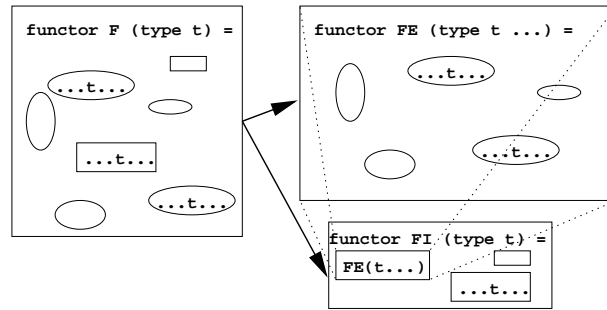 functor F (type t) =
...t...
...t...
...t...
functor FE (type t ...) =
...t...
...t...
functor FI (type t) =
FE(t...)
...t...